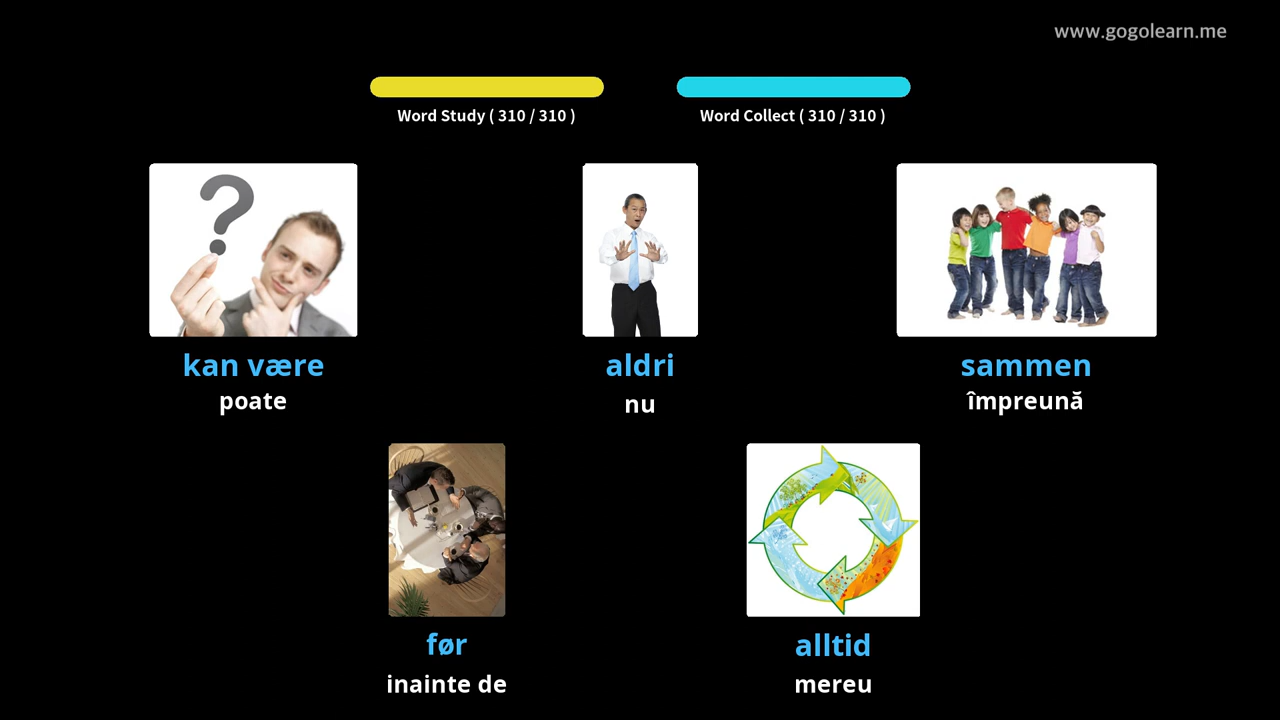 www.gogolearn.me
Word Study ( 310 / 310 )
Word Collect ( 310 / 310 )
kan være
poate
aldri
nu
sammen
împreună
før
inainte de
alltid
mereu